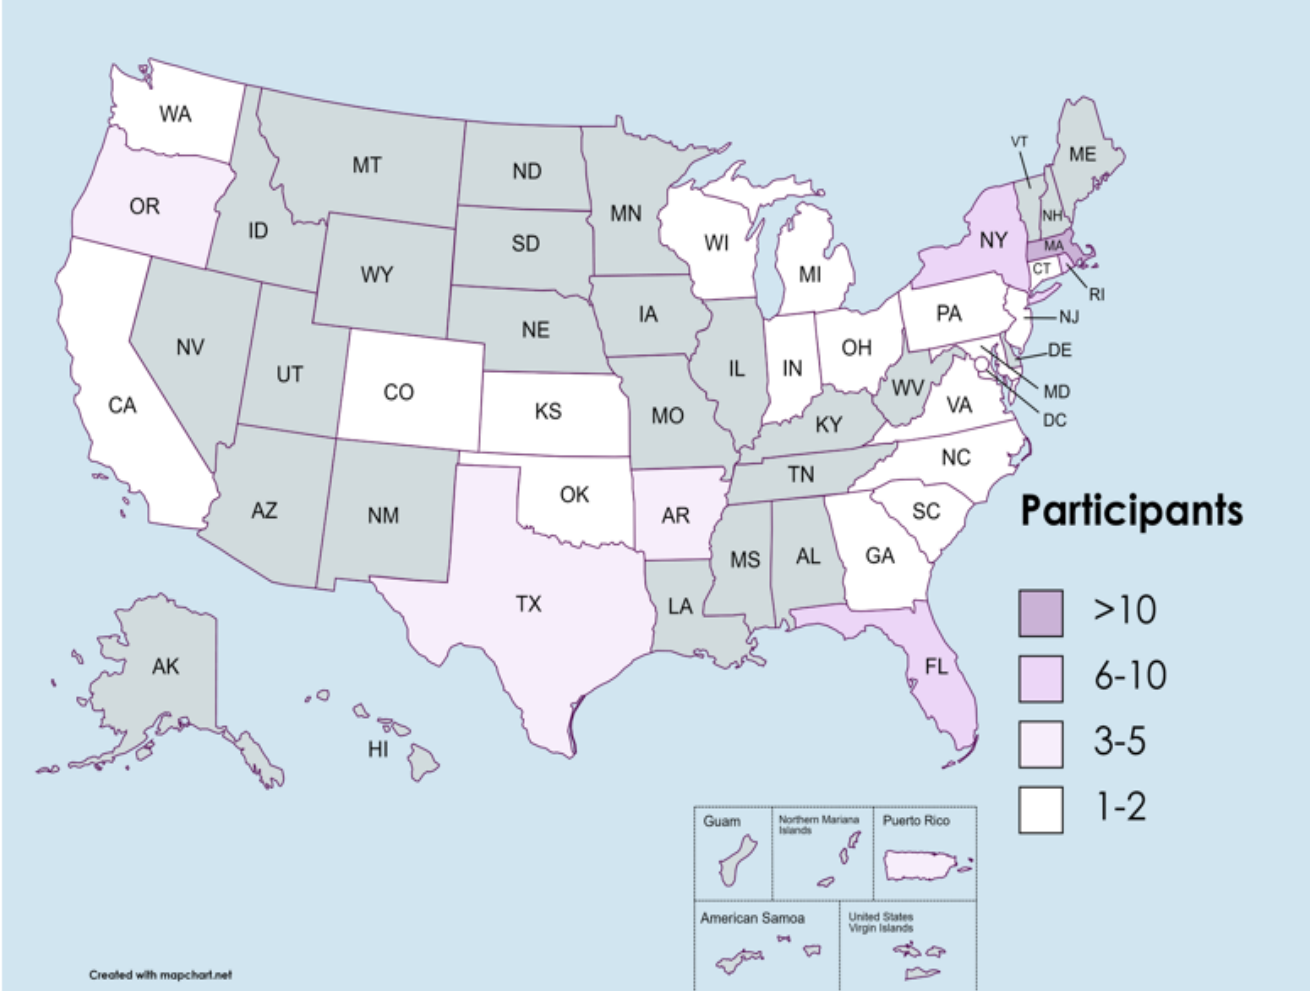 WA
MT
ND
MN
VT
ME
OR
ID
SD
WI
NY
NH
MA
WY
MI
CT
RI
NV
NE
IA
PA
NJ
UT
CO
IL
IN
OH
DE
WV
MD
CA
KS
MO
KY
VA
DC
NC
TN
AZ
NM
OK
AR
SC
MS
AL
GA
TX
LA
FL
AK
HI
Participants
>10
6-10
3-5
1-2
Guam
Northern Mariana
Islands
Puerto Rico
American Samoa
United States
Virgin Islands
Created with mapchart.net